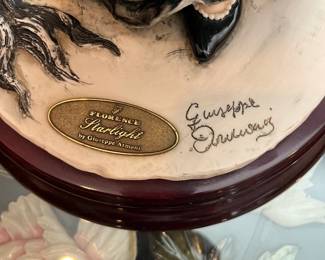 FLORENCE
Starlight
by Giuseppe Armani
Giuseppe
Armani